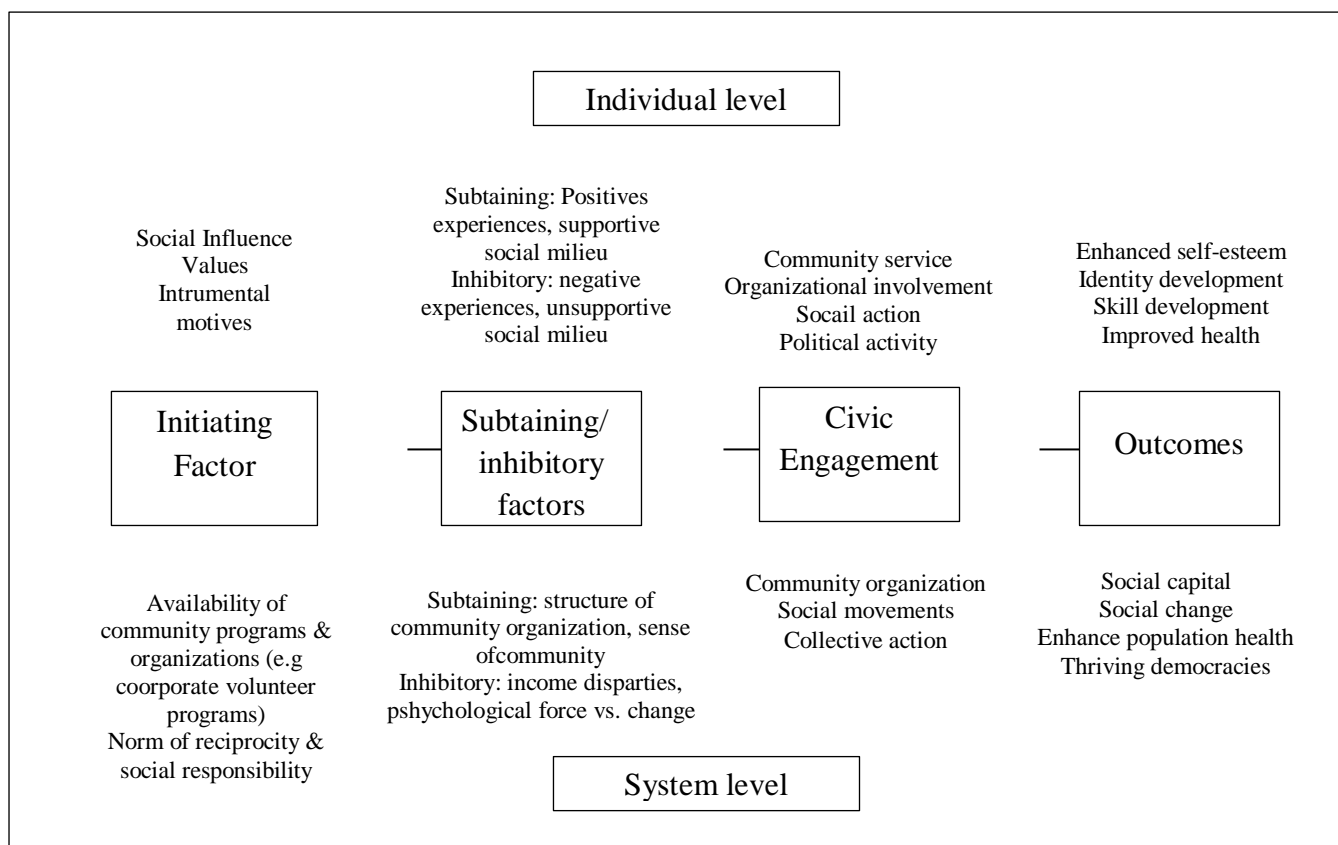 Individual level
Social Influence
Values
Intrumental
motives
Subtaining: Positives
experiences, supportive
social milieu
Inhibitory: negative
experiences, unsupportive
social milieu
Community service
Organizational involvement
Socail action
Political activity
Enhanced self-esteem
Identity development
Skill development
Improved health
Initiating
Factor
Subtaining/
inhibitory
factors
Civic
Engagement
Outcomes
Availability of
community programs &
organizations (e.g
coorporate volunteer
programs)
Norm of reciprocity &
social responsibility
Subtaining: structure of
community organization, sense
ofcommunity
Inhibitory: income disparties,
pshychological force vs. change
Community organization
Social movements
Collective action
Social capital
Social change
Enhance population health
Thriving democracies
System level